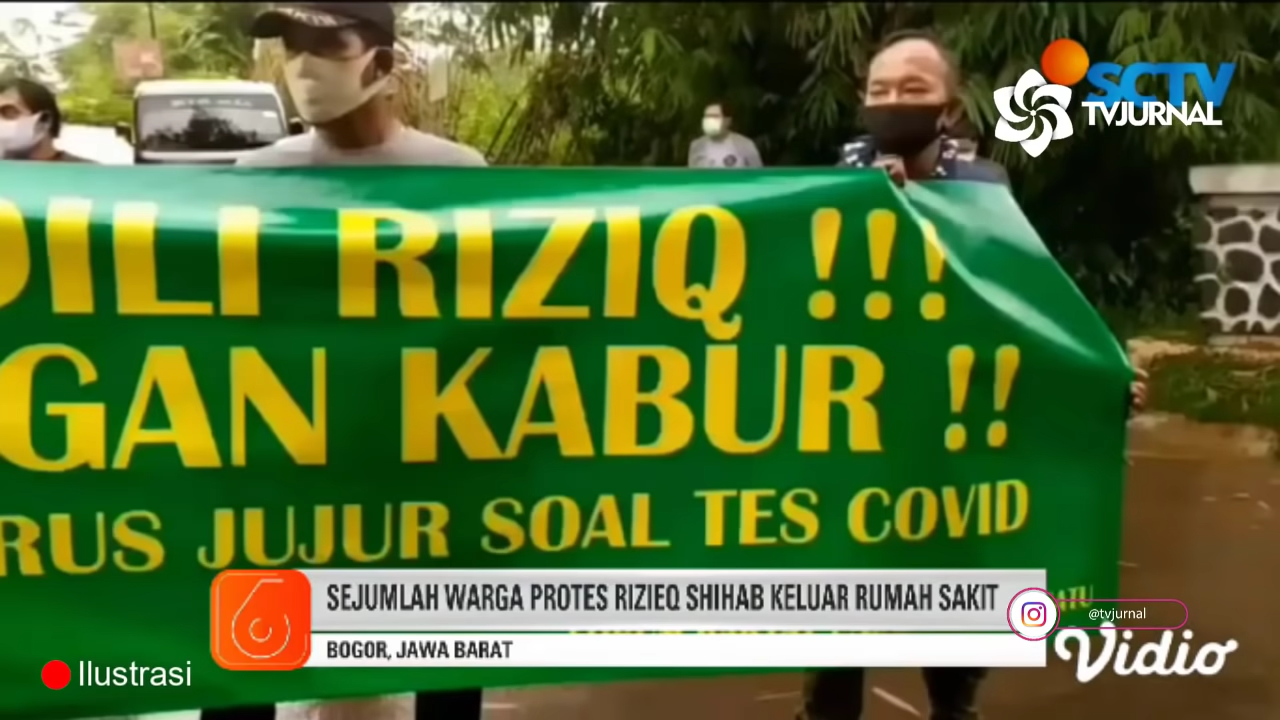 SCTV
TVJURNAL
DILI RIZIQ !!!
GAN KABUR !!
RUS JUJUR SOAL TES COVID
SEJUMLAH WARGA PROTES RIZIEQ SHIHAB KELUAR RUMAH SAKIT
@tvjurnal
BOGOR, JAWA BARAT
Vidio
Ilustrasi